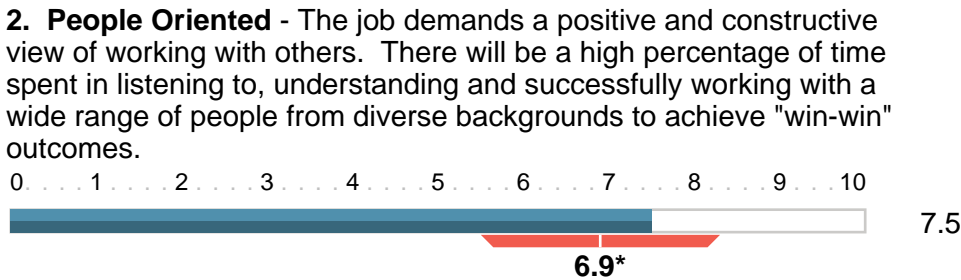 2. People Oriented - The job demands a positive and constructive
view of working with others. There will be a high percentage of time
spent in listening to, understanding and successfully working with a
wide range of people from diverse backgrounds to achieve "win-win"
outcomes.
0. . . . 1 . . . . 2 . . . . 3 . . . . 4 . . . . 5 . . . . 6 . . . . 7 . . . . 8 . . . . 9 . . . 10
7.5
6.9*